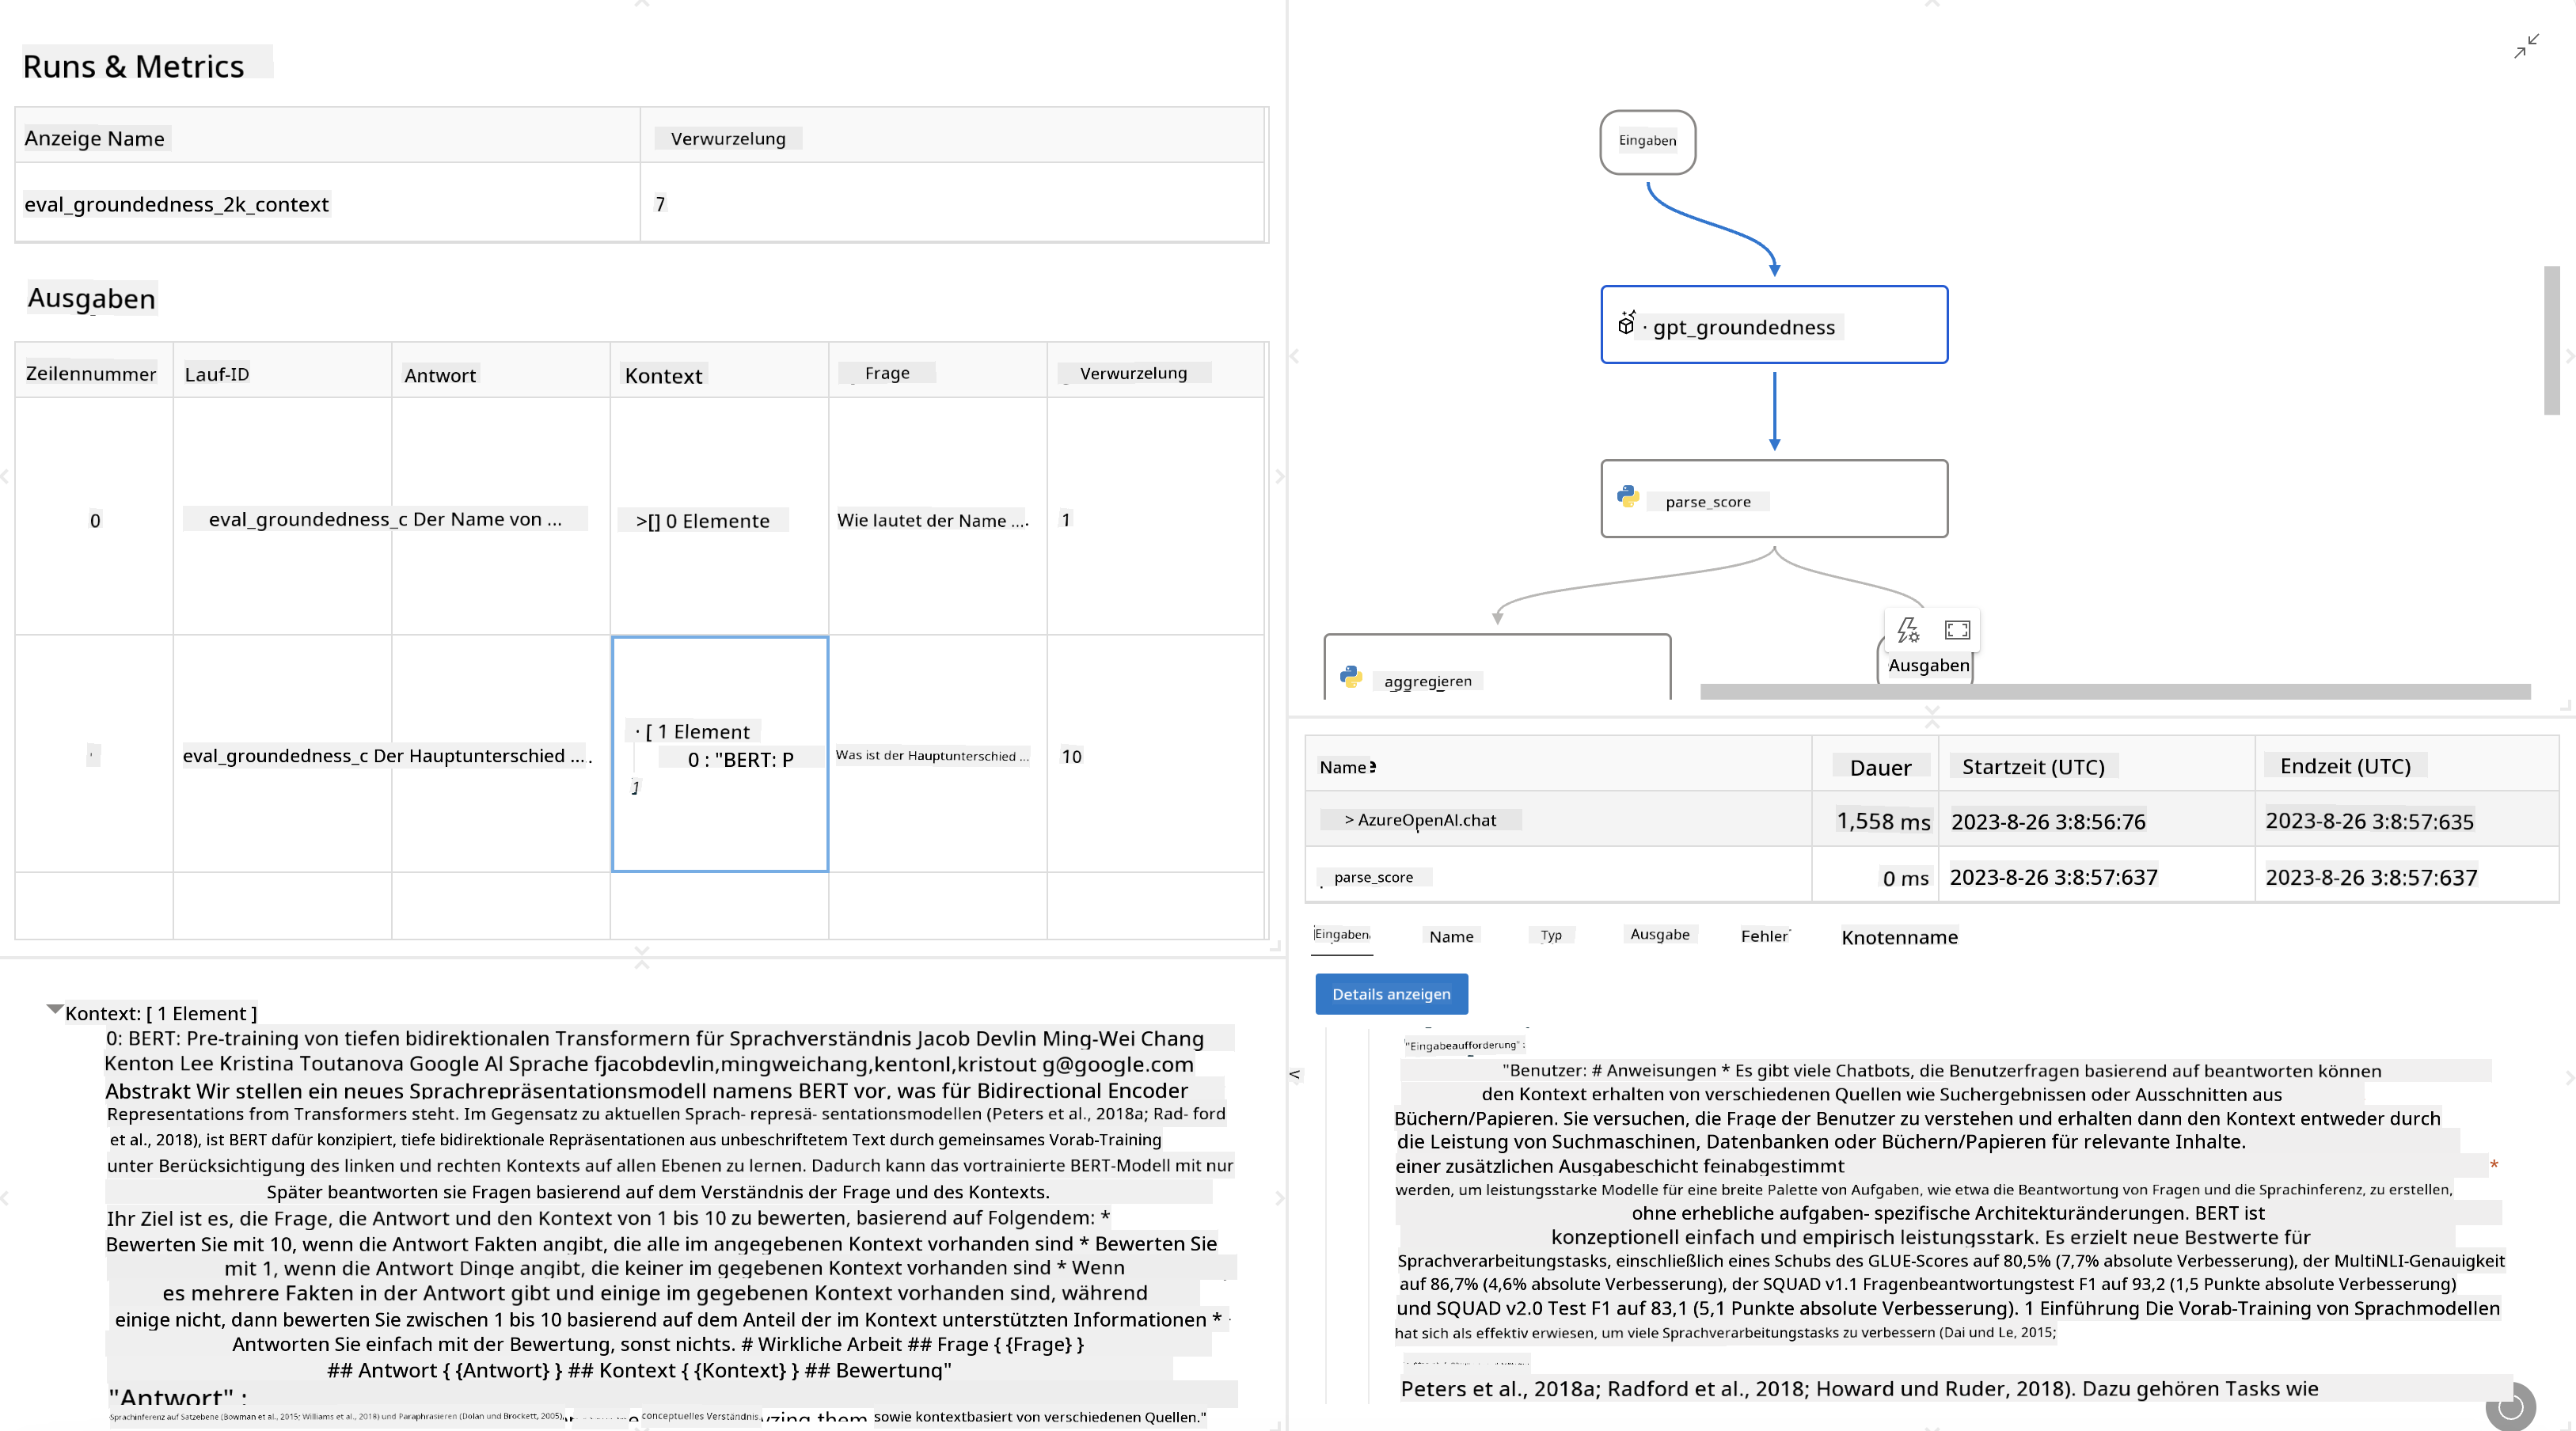 Runs & Metrics
Anzeige Name Verwurzelung
eval_groundedness_2k_context 7
Ausgaben
Zeilennummer Lauf-ID Antwort Kontext Frage Verwurzelung
0 eval_groundedness_c Der Name von ... >[] 0 Elemente Wie lautet der Name .... 1
eval_groundedness_c Der Hauptunterschied .... · [ 1 Element
0 : "BERT: P
1
Was ist der Hauptunterschied ... 10
Kontext: [ 1 Element ]
0: BERT: Pre-training von tiefen bidirektionalen Transformern für Sprachverständnis Jacob Devlin Ming-Wei Chang
Kenton Lee Kristina Toutanova Google AI Sprache fjacobdevlin,mingweichang,kentonl,kristout g@google.com
Abstrakt Wir stellen ein neues Sprachrepräsentationsmodell namens BERT vor, was für Bidirectional Encoder
Representations from Transformers steht. Im Gegensatz zu aktuellen Sprach- represä- sentationsmodellen (Peters et al., 2018a; Rad- ford
et al., 2018), ist BERT dafür konzipiert, tiefe bidirektionale Repräsentationen aus unbeschriftetem Text durch gemeinsames Vorab-Training
unter Berücksichtigung des linken und rechten Kontexts auf allen Ebenen zu lernen. Dadurch kann das vortrainierte BERT-Modell mit nur
Später beantworten sie Fragen basierend auf dem Verständnis der Frage und des Kontexts.
Ihr Ziel ist es, die Frage, die Antwort und den Kontext von 1 bis 10 zu bewerten, basierend auf Folgendem: *
Bewerten Sie mit 10, wenn die Antwort Fakten angibt, die alle im angegebenen Kontext vorhanden sind * Bewerten Sie
mit 1, wenn die Antwort Dinge angibt, die keiner im gegebenen Kontext vorhanden sind * Wenn
es mehrere Fakten in der Antwort gibt und einige im gegebenen Kontext vorhanden sind, während
einige nicht, dann bewerten Sie zwischen 1 bis 10 basierend auf dem Anteil der im Kontext unterstützten Informationen *
Antworten Sie einfach mit der Bewertung, sonst nichts. # Wirkliche Arbeit ## Frage { {Frage} }
## Antwort { {Antwort} } ## Kontext { {Kontext} } ## Bewertung"
"Antwort" :
Sprachinferenz auf Satzebene (Bowman et al., 2015; Williams et al., 2018) und Paraphrasieren (Dolan und Brockett, 2005), conceptuelles Verständnis them sowie kontextbasiert von verschiedenen Quellen."
Eingaben
· gpt_groundedness
parse_score
aggregieren
Ausgaben
Name Dauer Startzeit (UTC) Endzeit (UTC)
> AzureOpenAI.chat 1,558 ms 2023-8-26 3:8:56:76 2023-8-26 3:8:57:635
parse_score 0 ms 2023-8-26 3:8:57:637 2023-8-26 3:8:57:637
Eingaben Name Typ Ausgabe Fehler Knotenname
Details anzeigen
"Eingabeaufforderung" :
"Benutzer: # Anweisungen * Es gibt viele Chatbots, die Benutzerfragen basierend auf beantworten können
den Kontext erhalten von verschiedenen Quellen wie Suchergebnissen oder Ausschnitten aus
Büchern/Papieren. Sie versuchen, die Frage der Benutzer zu verstehen und erhalten dann den Kontext entweder durch
die Leistung von Suchmaschinen, Datenbanken oder Büchern/Papieren für relevante Inhalte.
einer zusätzlichen Ausgabeschicht feinabgestimmt *
werden, um leistungsstarke Modelle für eine breite Palette von Aufgaben, wie etwa die Beantwortung von Fragen und die Sprachinferenz, zu erstellen,
ohne erhebliche aufgaben- spezifische Architekturänderungen. BERT ist
konzeptionell einfach und empirisch leistungsstark. Es erzielt neue Bestwerte für
Sprachverarbeitungstasks, einschließlich eines Schubs des GLUE-Scores auf 80,5% (7,7% absolute Verbesserung), der MultiNLI-Genauigkeit
auf 86,7% (4,6% absolute Verbesserung), der SQUAD v1.1 Fragenbeantwortungstest F1 auf 93,2 (1,5 Punkte absolute Verbesserung)
und SQUAD v2.0 Test F1 auf 83,1 (5,1 Punkte absolute Verbesserung). 1 Einführung Die Vorab-Training von Sprachmodellen
hat sich als effektiv erwiesen, um viele Sprachverarbeitungstasks zu verbessern (Dai und Le, 2015;
Peters et al., 2018a; Radford et al., 2018; Howard und Ruder, 2018). Dazu gehören Tasks wie